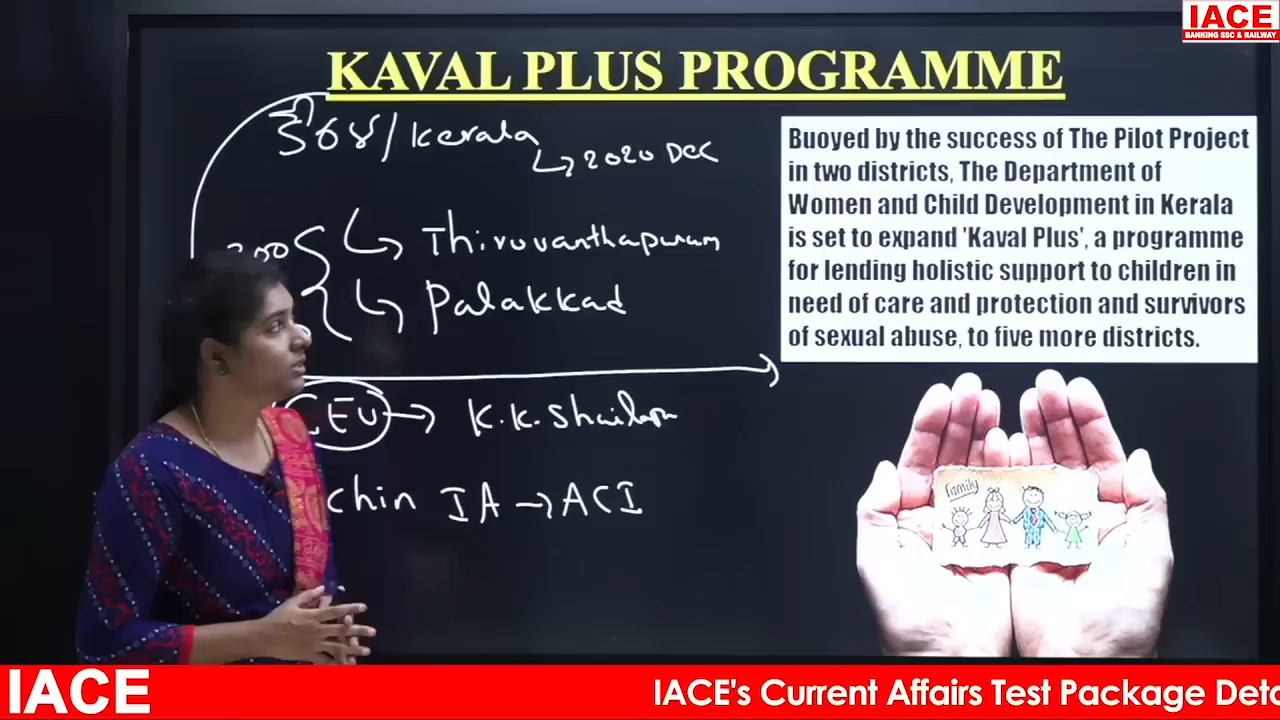 IACE
BANKING SSC & RAILWAY
KAVAL PLUS PROGRAMME
/ Kerala
2020 Dec
Thiruvanthapuram
Palakkad
CEU → K.K. Shailaja
chin IA → ACI
Buoyed by the success of The Pilot Project
in two districts, The Department of
Women and Child Development in Kerala
is set to expand 'Kaval Plus', a programme
for lending holistic support to children in
need of care and protection and survivors
of sexual abuse, to five more districts.
Family
IACE
IACE's Current Affairs Test Package Deta